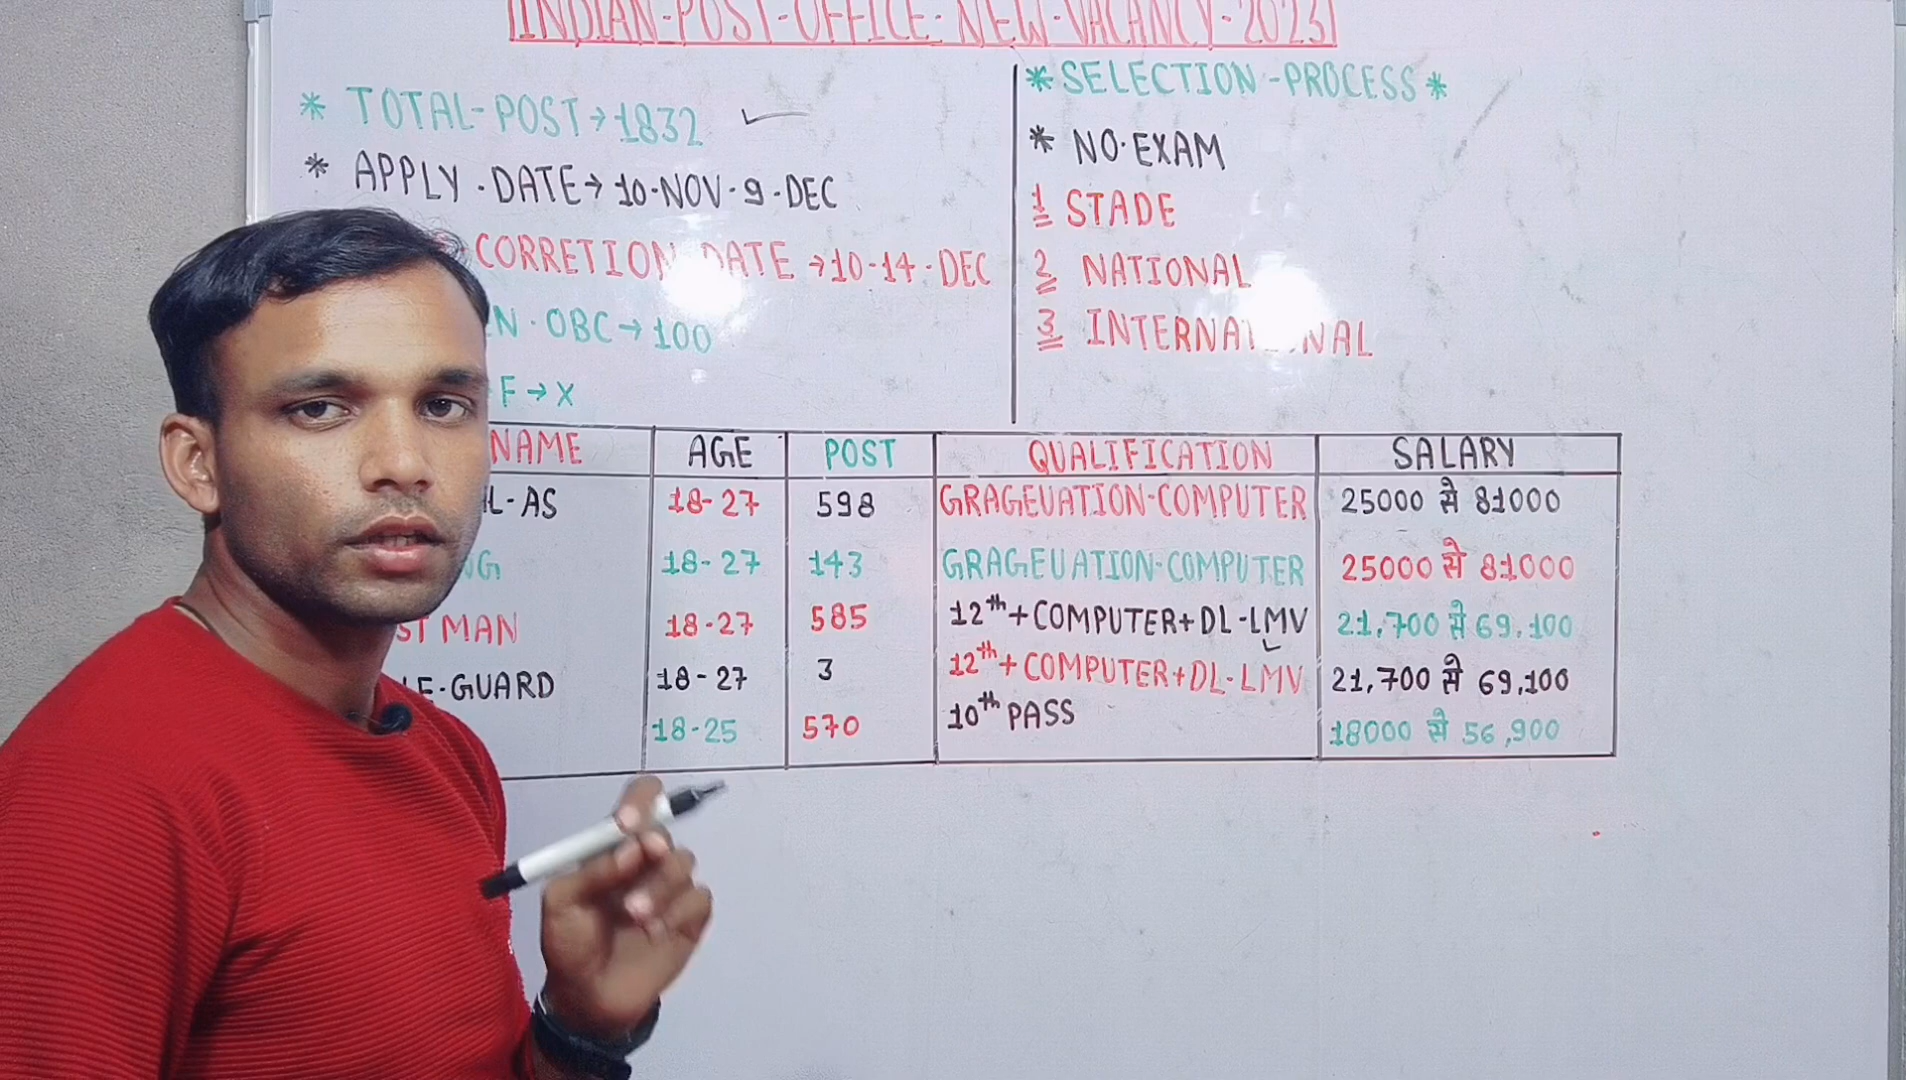 INDIAN-POST-OFFICE-NEW-VACANCY-2023
* TOTAL-POST→1832
* APPLY.DATE→10-NOV-9-DEC
CORRETION DATE→10-14-DEC
N.OBC→100
F→X
*SELECTION-PROCESS*
* NO.EXAM
1 STADE
2 NATIONAL
3 INTERNATIONAL
NAME AGE POST QUALIFICATION SALARY
L-AS 18-27 598 GRAGEUATION-COMPUTER 25000 से 81000
G 18-27 143 GRAGEUATION-COMPUTER 25000 से 81000
ST MAN 18-27 585 12th+COMPUTER+DL-LMV 21,700 से 69,100
E-GUARD 18-27 3 12th+COMPUTER+DL-LMV 21,700 से 69,100
18-25 570 10th PASS 18000 से 56,900